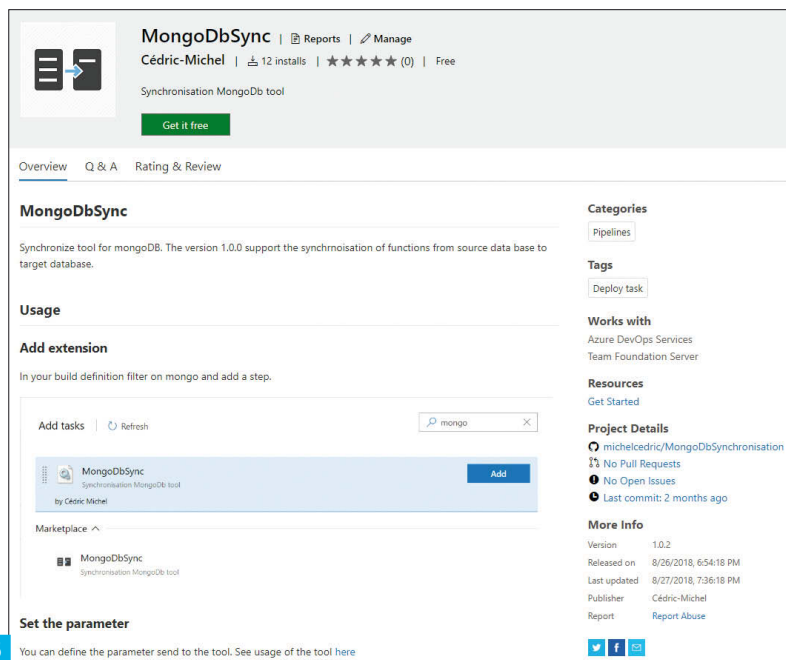 MongoDbSync | Reports | Manage
Cédric-Michel | 12 installs | ★★★★★ (0) | Free
Synchronisation MongoDb tool
Get it free
Overview Q & A Rating & Review
MongoDbSync
Synchronize tool for mongoDB. The version 1.0.0 support the synchrnoisation of functions from source data base to
target database.
Usage
Add extension
In your build definition filter on mongo and add a step.
Add tasks | Refresh
mongo
MongoDbSync
Synchronisation MongoDb tool
by Cédric Michel
Add
Marketplace
MongoDbSync
Synchronisation MongoDb tool
Set the parameter
You can define the parameter send to the tool. See usage of the tool here
Categories
Pipelines
Tags
Deploy task
Works with
Azure DevOps Services
Team Foundation Server
Resources
Get Started
Project Details
michelcedric/MongoDbSynchronisation
No Pull Requests
No Open Issues
Last commit: 2 months ago
More Info
Version 1.0.2
Released on 8/26/2018, 6:54:18 PM
Last updated 8/27/2018, 7:36:18 PM
Publisher Cédric-Michel
Report Report Abuse